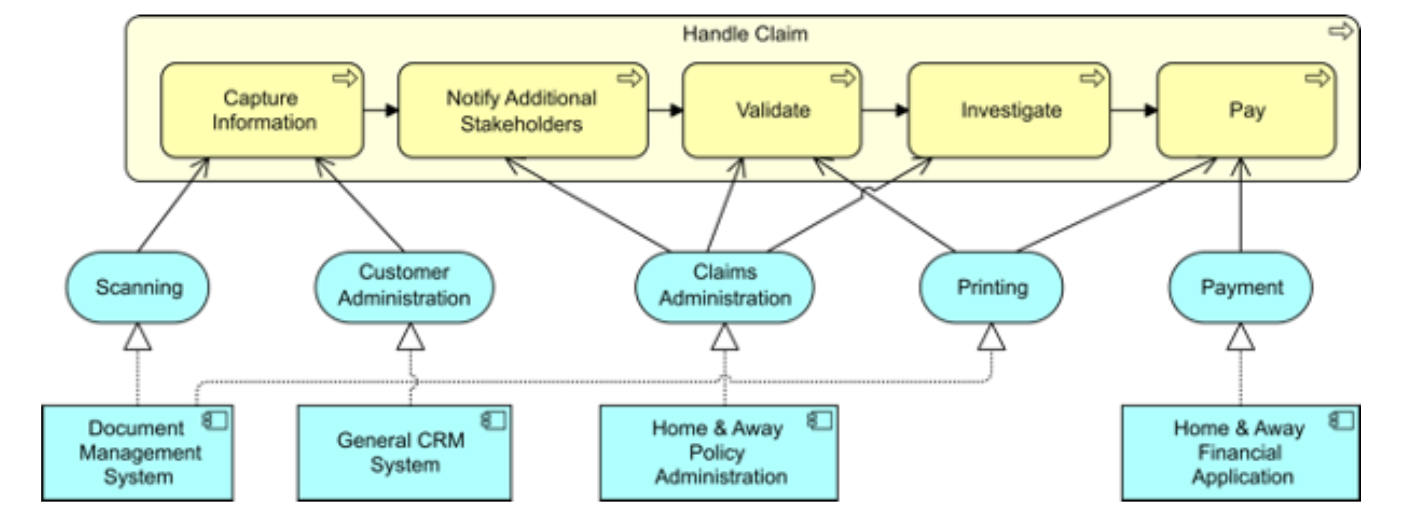 Handle Claim
Capture
Information
Notify Additional
Stakeholders
Validate
Investigate
Pay
Scanning
Customer
Administration
Claims
Administration
Printing
Payment
Document
Management
System
General CRM
System
Home & Away
Policy
Administration
Home & Away
Financial
Application